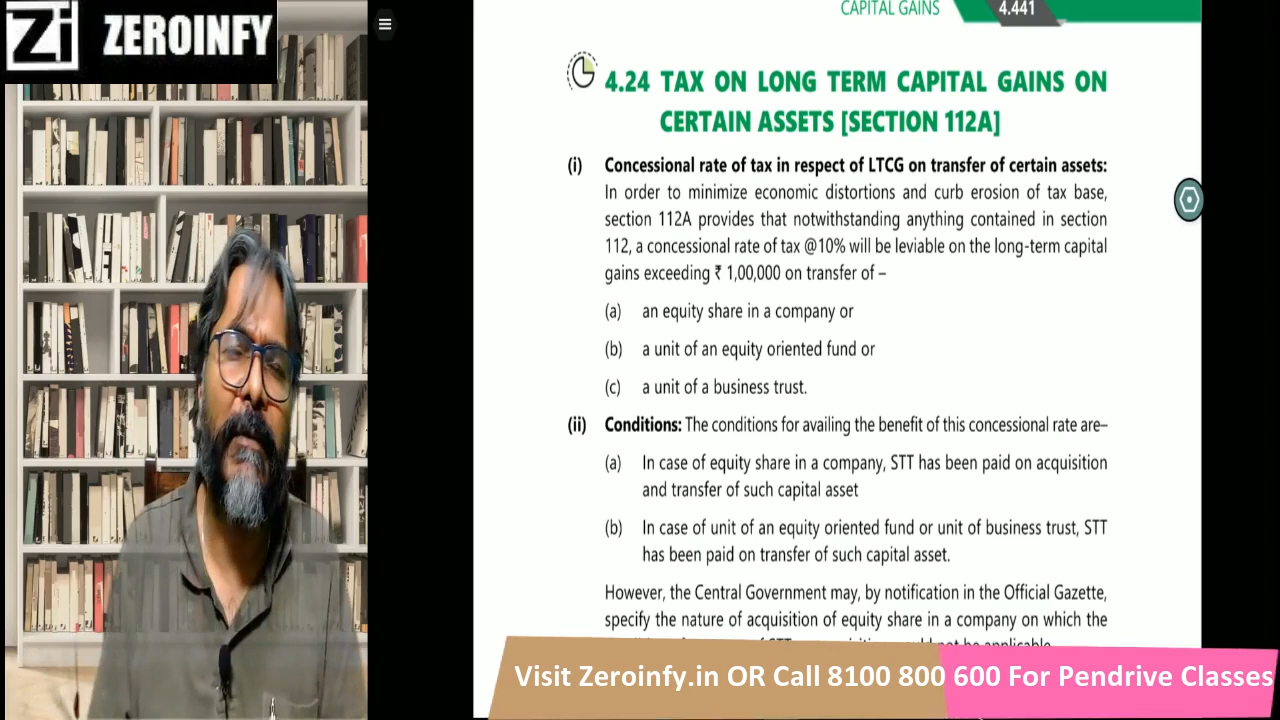 Zi ZEROINFY
CAPITAL GAINS 4.441
4.24 TAX ON LONG TERM CAPITAL GAINS ON
CERTAIN ASSETS [SECTION 112A]
(i) Concessional rate of tax in respect of LTCG on transfer of certain assets:
In order to minimize economic distortions and curb erosion of tax base,
section 112A provides that notwithstanding anything contained in section
112, a concessional rate of tax @10% will be leviable on the long-term capital
gains exceeding ₹ 1,00,000 on transfer of –
(a) an equity share in a company or
(b) a unit of an equity oriented fund or
(c) a unit of a business trust.
(ii) Conditions: The conditions for availing the benefit of this concessional rate are–
(a) In case of equity share in a company, STT has been paid on acquisition
and transfer of such capital asset
(b) In case of unit of an equity oriented fund or unit of business trust, STT
has been paid on transfer of such capital asset.
However, the Central Government may, by notification in the Official Gazette,
specify the nature of acquisition of equity share in a company on which the
Visit Zeroinfy.in OR Call 8100 800 600 For Pendrive Classes